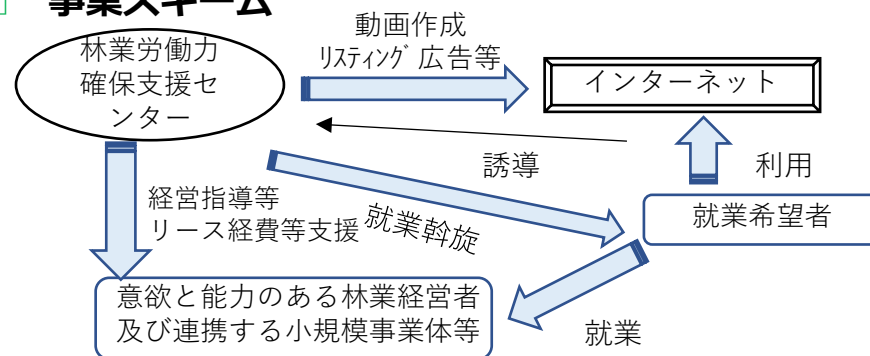 事業スキーム
動画作成
ﾘｽﾃｨﾝｸﾞ広告等
林業労働力
確保支援セ
ンター
インターネット
誘導
利用
経営指導等
リース経費等支援
就業斡旋
就業希望者
意欲と能力のある林業経営者
及び連携する小規模事業体等
就業